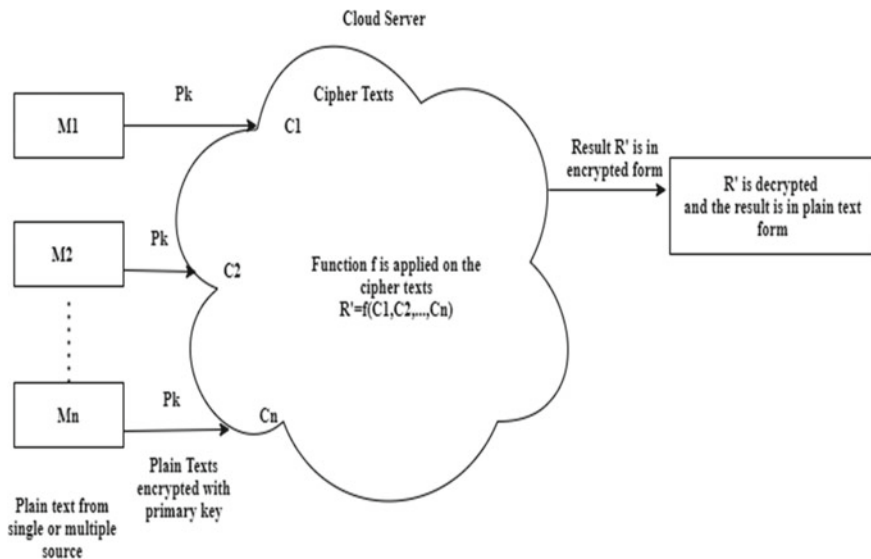 Cloud Server
Cipher Texts
Pk
M1
C1
Result R' is in
encrypted form
R' is decrypted
and the result is in plain text
form
Pk
M2
C2
Function f is applied on the
cipher texts
R'=f(C1,C2,...,Cn)
Pk
Mn
Cn
Plain Texts
encrypted with
primary key
Plain text from
single or multiple
source